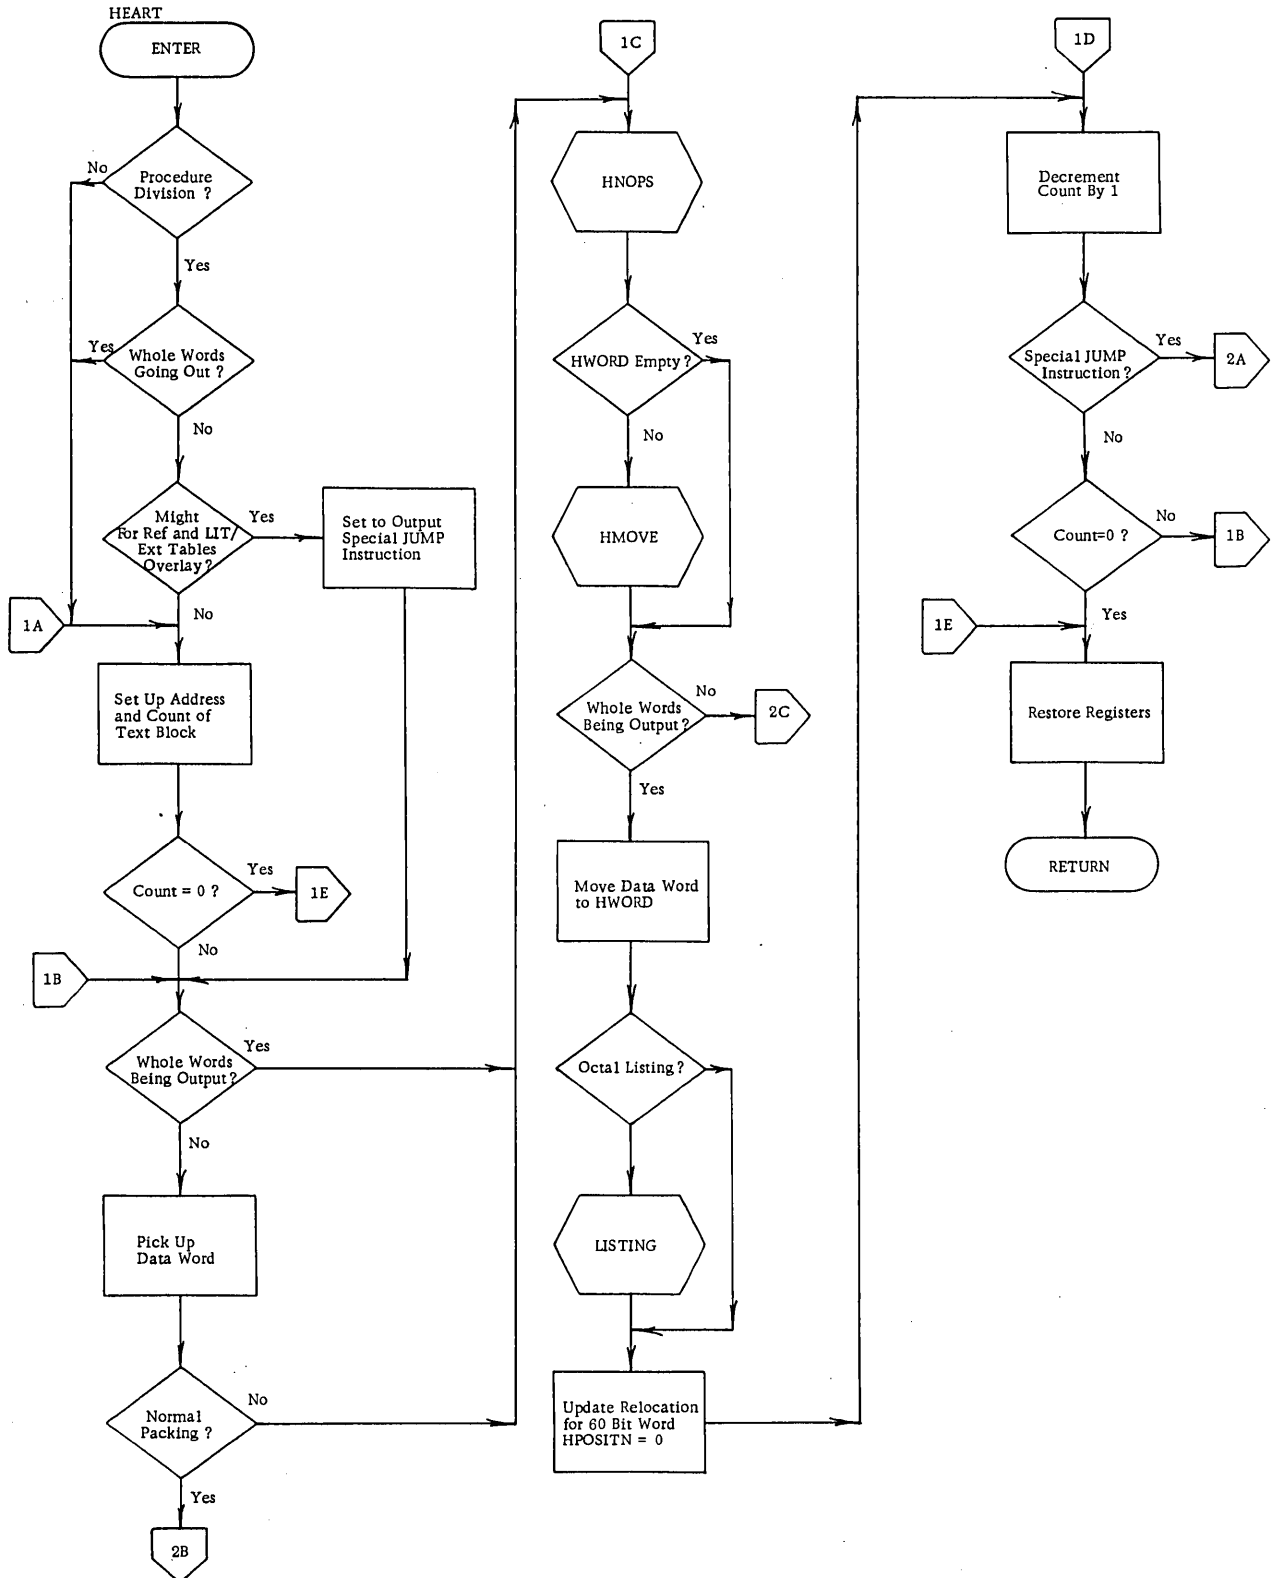 HEART
ENTER
No
Procedure
Division ?
Yes
Yes
Whole Words
Going Out ?
No
Might
For Ref and LIT/
Ext Tables
Overlay ?
Yes
Set to Output
Special JUMP
Instruction
No
1A
Set Up Address
and Count of
Text Block
Count = 0 ?
Yes
1E
No
1B
Whole Words
Being Output ?
Yes
No
Pick Up
Data Word
Normal
Packing ?
No
Yes
2B
1C
HNOPS
HWORD Empty ?
Yes
No
HMOVE
Whole Words
Being Output ?
No
2C
Yes
Move Data Word
to HWORD
Octal Listing ?
LISTING
Update Relocation
for 60 Bit Word
HPOSITN = 0
1D
Decrement
Count By 1
Special JUMP
Instruction ?
Yes
2A
No
Count=0 ?
No
1B
Yes
1E
Restore Registers
RETURN